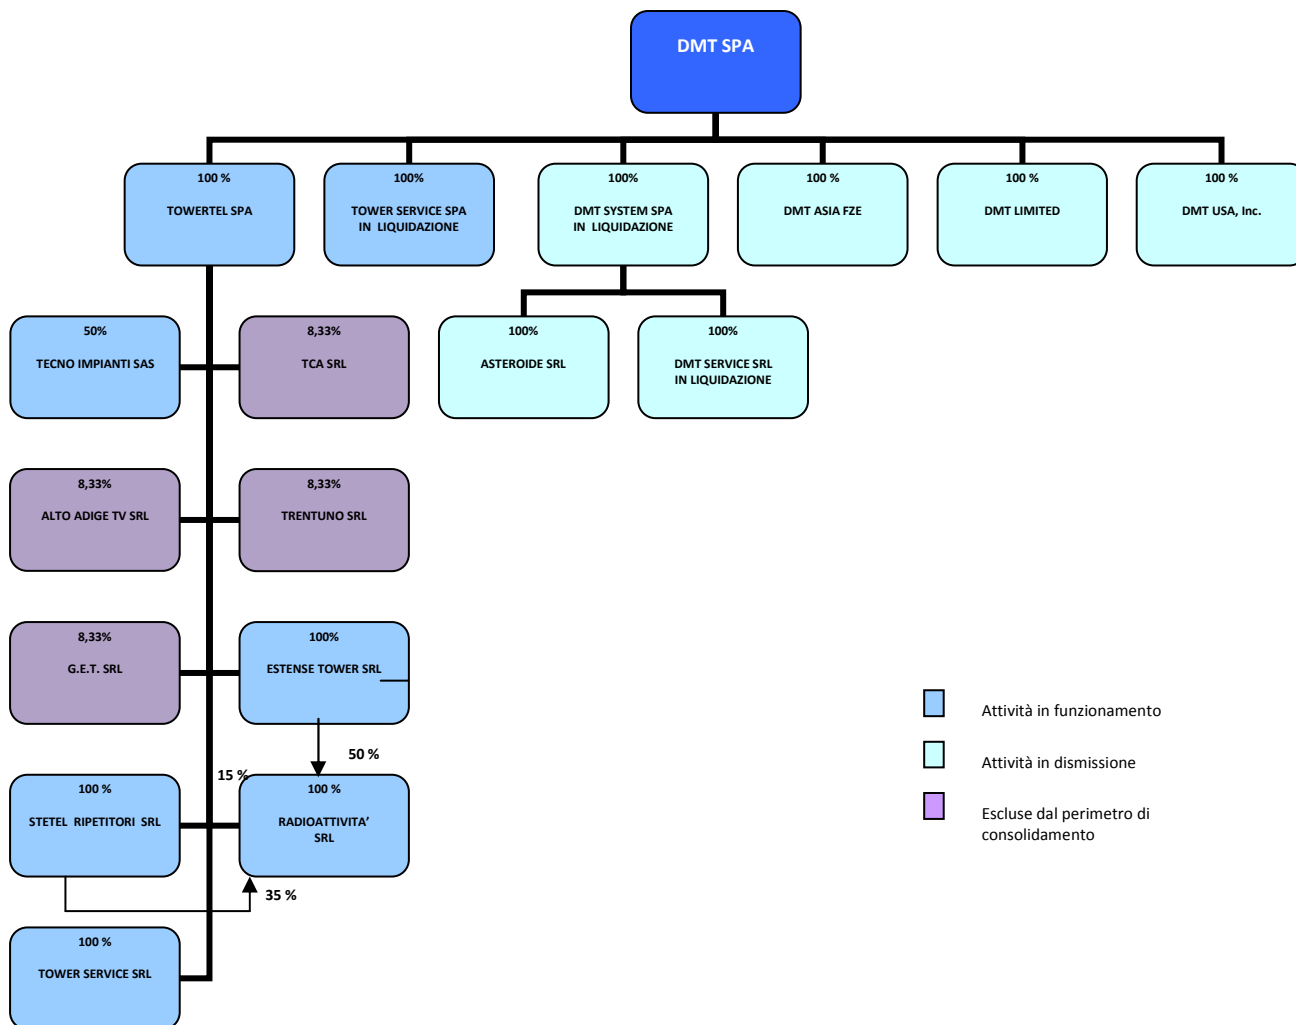 DMT SPA
100 %
TOWERTEL SPA
100%
TOWER SERVICE SPA
IN LIQUIDAZIONE
100%
DMT SYSTEM SPA
IN LIQUIDAZIONE
100 %
DMT ASIA FZE
100 %
DMT LIMITED
100 %
DMT USA, Inc.
50%
TECNO IMPIANTI SAS
8,33%
TCA SRL
100%
ASTEROIDE SRL
100%
DMT SERVICE SRL
IN LIQUIDAZIONE
8,33%
ALTO ADIGE TV SRL
8,33%
TRENTUNO SRL
8,33%
G.E.T. SRL
100%
ESTENSE TOWER SRL
50 %
15 %
100 %
STETEL RIPETITORI SRL
100 %
RADIOATTIVITA’
SRL
35 %
100 %
TOWER SERVICE SRL
Attività in funzionamento
Attività in dismissione
Escluse dal perimetro di
consolidamento